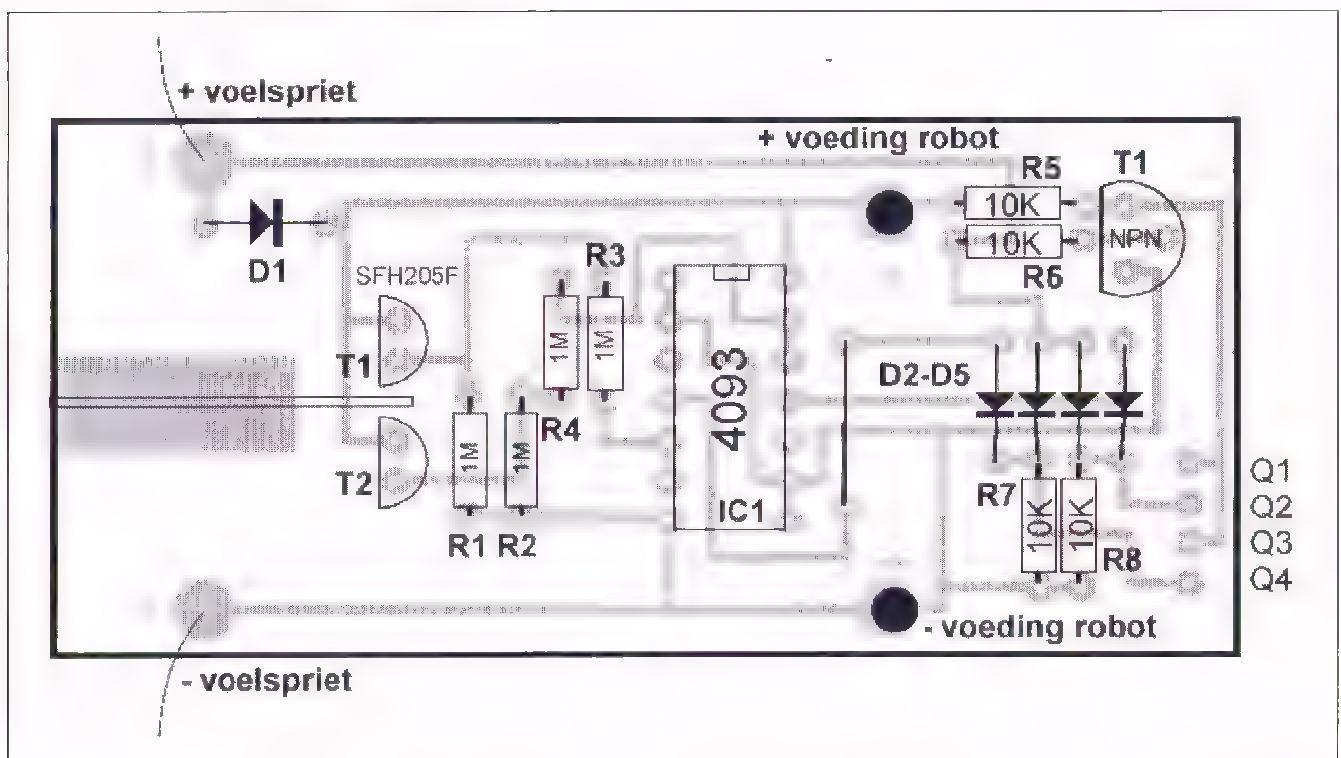 + voelspriet
+ voeding robot
R5
T1
10K
10K
NPN
R6
D1
SFH205F
R3
T1
1M
1M
4093
D2-D5
R4
T2
1M
1M
IC1
R7
10K
10K
R8
Q1
Q2
Q3
Q4
R1 R2
- voeding robot
- voelspriet